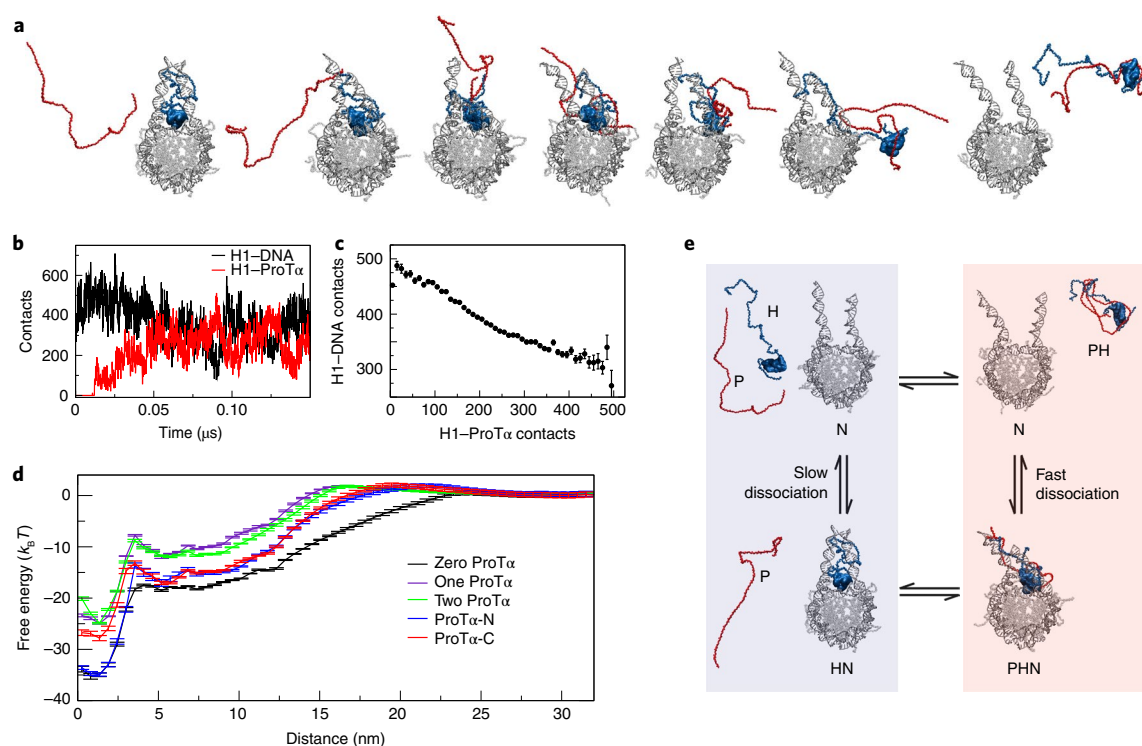 a
b
H1–DNA
H1–ProTα
Contacts
600
400
200
0
0
0.05
0.10
Time (μs)
c
H1–DNA contacts
500
400
300
0
100
200
300
400
500
H1–ProTα contacts
d
Free energy (kBT)
0
−10
−20
−30
−40
Zero ProTα
One ProTα
Two ProTα
ProTα-N
ProTα-C
0
5
10
15
20
25
30
Distance (nm)
e
H
P
N
PH
N
Slow
dissociation
Fast
dissociation
P
HN
PHN